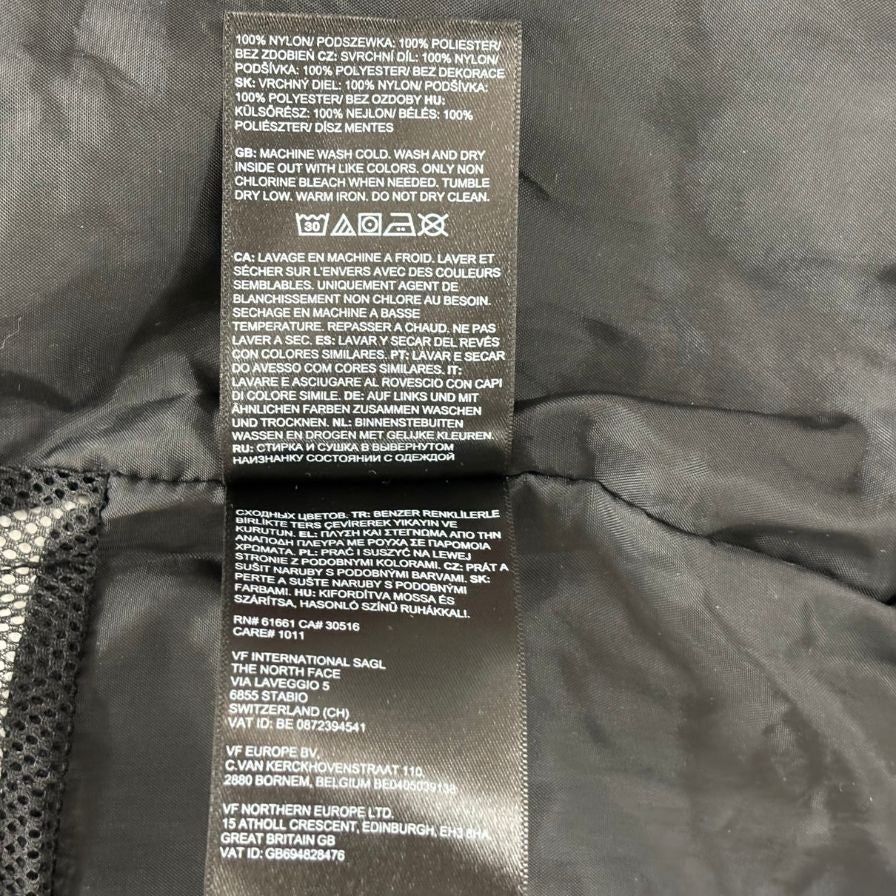 100% NYLON/ PODSZEWKA: 100% POLIESTER/
BEZ ZDOBIEŃ CZ: SVRCHNÍ DÍL: 100% NYLON/
PODŠÍVKA: 100% POLYESTER/ BEZ DEKORACE
SK: VRCHNÝ DIEL: 100% NYLON/ PODŠÍVKA:
100% POLYESTER/ BEZ OZDOBY HU:
KÜLSŐRÉSZ: 100% NEJLON/ BÉLÉS: 100%
POLIÉSZTER/ DÍSZ MENTES
GB: MACHINE WASH COLD. WASH AND DRY
INSIDE OUT WITH LIKE COLORS. ONLY NON
CHLORINE BLEACH WHEN NEEDED. TUMBLE
DRY LOW. WARM IRON. DO NOT DRY CLEAN.
30
CA: LAVAGE EN MACHINE A FROID. LAVER ET
SÉCHER SUR L'ENVERS AVEC DES COULEURS
SEMBLABLES. UNIQUEMENT AGENT DE
BLANCHISSEMENT NON CHLORE AU BESOIN.
SECHAGE EN MACHINE A BASSE
TEMPERATURE. REPASSER A CHAUD. NE PAS
LAVER A SEC. ES: LAVAR Y SECAR DEL REVÉS
CON COLORES SIMILARES. PT: LAVAR E SECAR
DO AVESSO COM CORES SIMILARES. IT:
LAVARE E ASCIUGARE AL ROVESCIO CON CAPI
DI COLORE SIMILE. DE: AUF LINKS UND MIT
ÄHNLICHEN FARBEN ZUSAMMEN WASCHEN
UND TROCKNEN. NL: BINNENSTEBUITEN
WASSEN EN DROGEN MET GELIJKE KLEUREN.
RU: СТИРКА И СУШКА В ВЫВЕРНУТОМ
НАИЗНАНКУ СОСТОЯНИИ С ОДЕЖДОЙ
СХОДНЫХ ЦВЕТОВ. TR: BENZER RENKLİLERLE
BİRLİKTE TERS ÇEVİREREK YIKAYIN VE
KURUTUN. EL: ΠΛΥΣΗ ΚΑΙ ΣΤΕΓΝΩΜΑ ΑΠΟ ΤΗΝ
ΑΝΑΠΟΔΗ ΠΛΕΥΡΑ ΜΕ ΡΟΥΧΑ ΣΕ ΠΑΡΟΜΟΙΑ
ΧΡΩΜΑΤΑ. PL: PRAĆ I SUSZYĆ NA LEWEJ
STRONIE Z PODOBNYMI KOLORAMI. CZ: PRÁT A
SUŠIT NARUBY S PODOBNÝMI BARVAMI. SK:
PERTE A SUŠTE NARUBY S PODOBNÝMI
FARBAMI. HU: KIFORDÍTVA MOSSA ÉS
SZÁRÍTSA, HASONLÓ SZÍNŰ RUHÁKKAL!.
RN# 61661 CA# 30516
CARE# 1011
VF INTERNATIONAL SAGL
THE NORTH FACE
VIA LAVEGGIO 5
6855 STABIO
SWITZERLAND (CH)
VAT ID: BE 0872394541
VF EUROPE BV,
C.VAN KERCKHOVENSTRAAT 110,
2880 BORNEM, BELGIUM BE0405039138
VF NORTHERN EUROPE LTD.
15 ATHOLL CRESCENT, EDINBURGH, EH3 8HA
GREAT BRITAIN GB
VAT ID: GB694828476